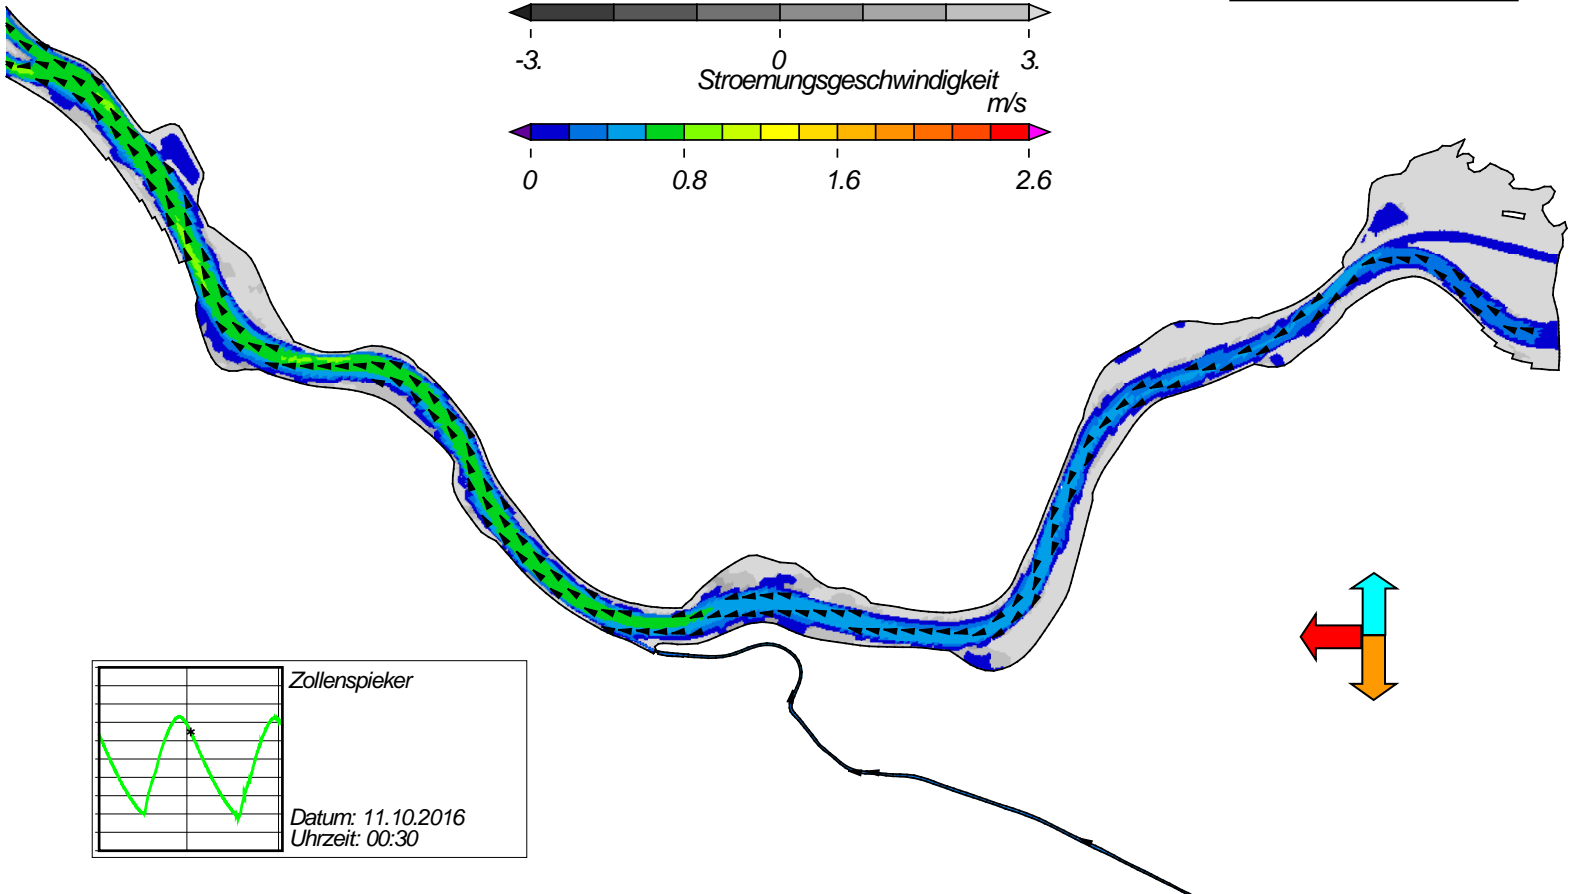 -3. 0 3.
Stroemungsgeschwindigkeit
m/s
0 0.8 1.6 2.6
Zollenspieker
Datum: 11.10.2016
Uhrzeit: 00:30